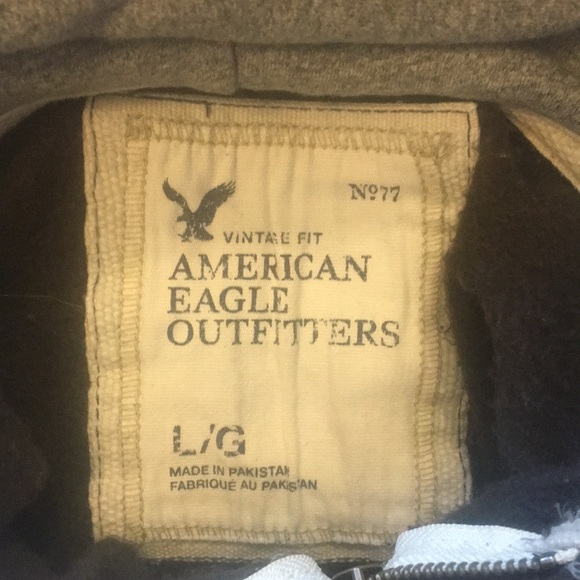 Nº77
VINTAGE FIT
AMERICAN
EAGLE
OUTFITTERS
L/G
MADE IN PAKISTAN
FABRIQUÉ AU PAKISTAN